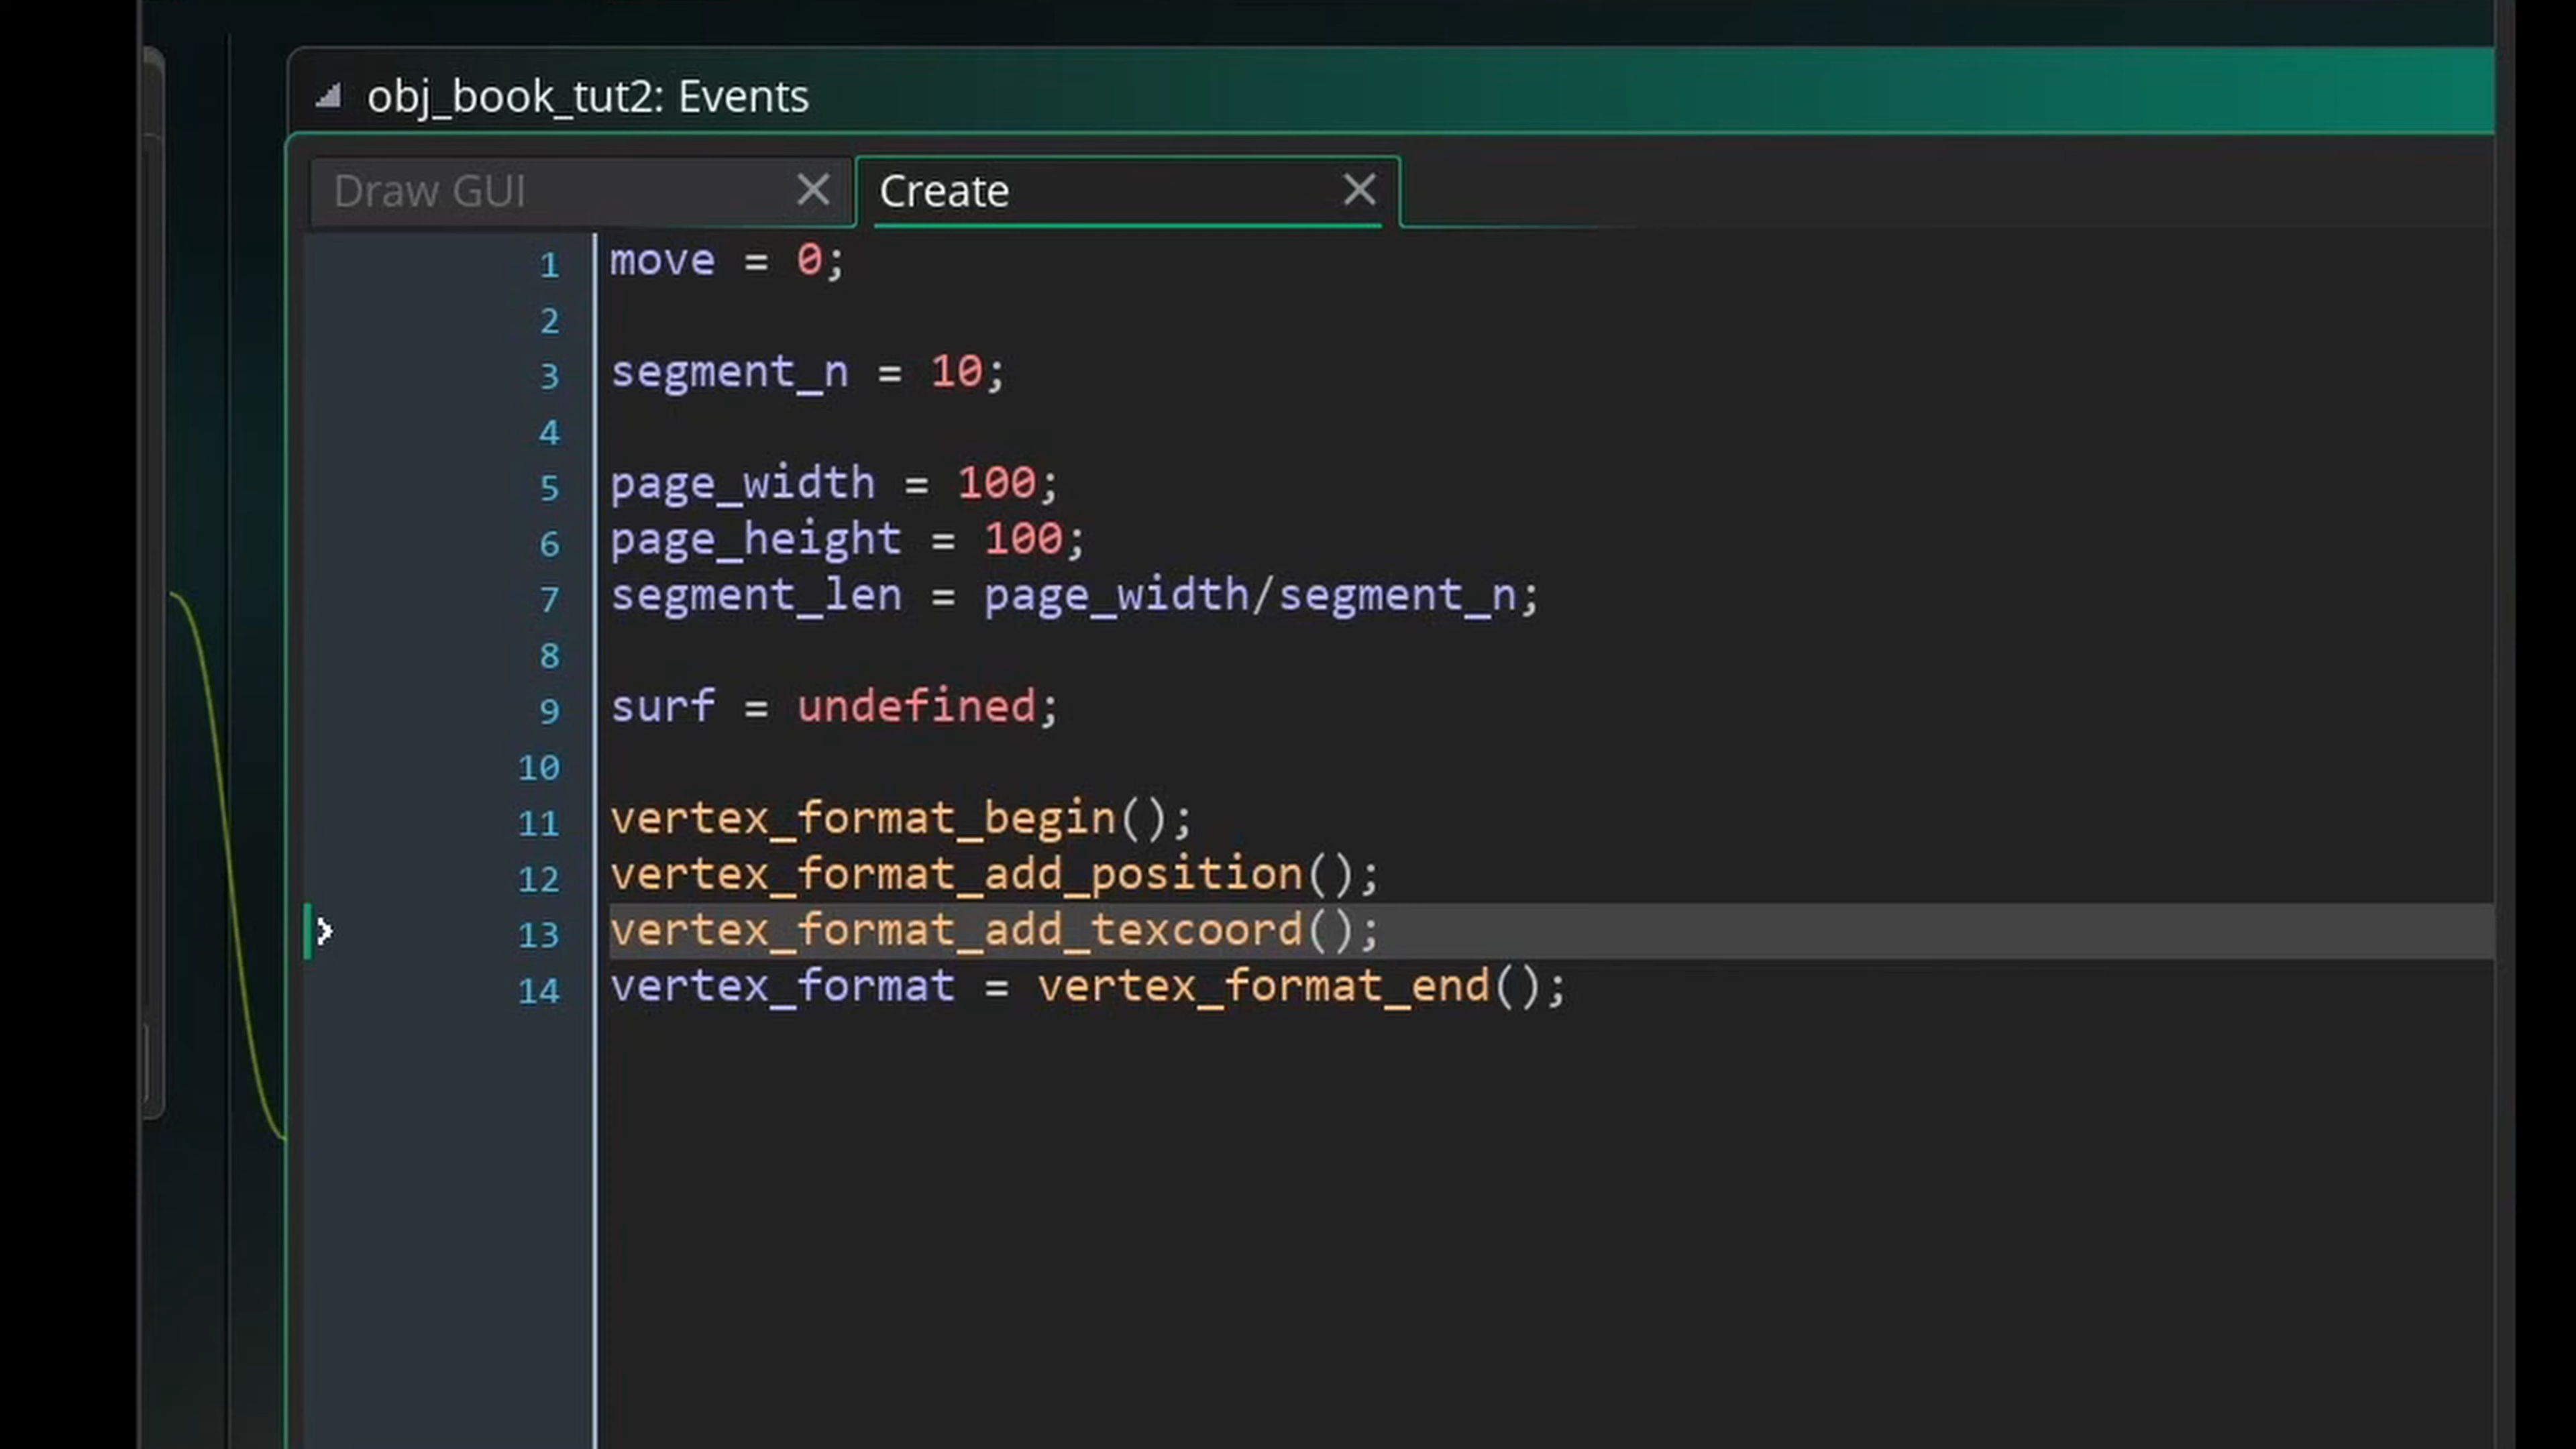 obj_book_tut2: Events
Draw GUI
Create
1 move = 0;
2
3 segment_n = 10;
4
5 page_width = 100;
6 page_height = 100;
7 segment_len = page_width/segment_n;
8
9 surf = undefined;
10
11 vertex_format_begin();
12 vertex_format_add_position();
13 vertex_format_add_texcoord();
14 vertex_format = vertex_format_end();